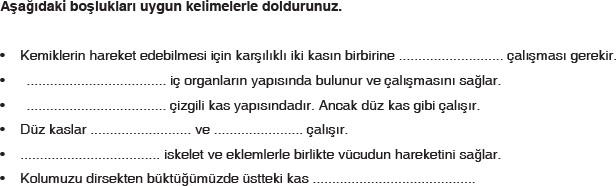 Aşağıdaki boşlukları uygun kelimelerle doldurunuz.
• Kemiklerin hareket edebilmesi için karşılıklı iki kasın birbirine ........................... çalışması gerekir.
• .................................... iç organların yapısında bulunur ve çalışmasını sağlar.
• .................................... çizgili kas yapısındadır. Ancak düz kas gibi çalışır.
• Düz kaslar .......................... ve ....................... çalışır.
• .................................... iskelet ve eklemlerle birlikte vücudun hareketini sağlar.
• Kolumuzu dirsekten büktüğümüzde üstteki kas ..........................................